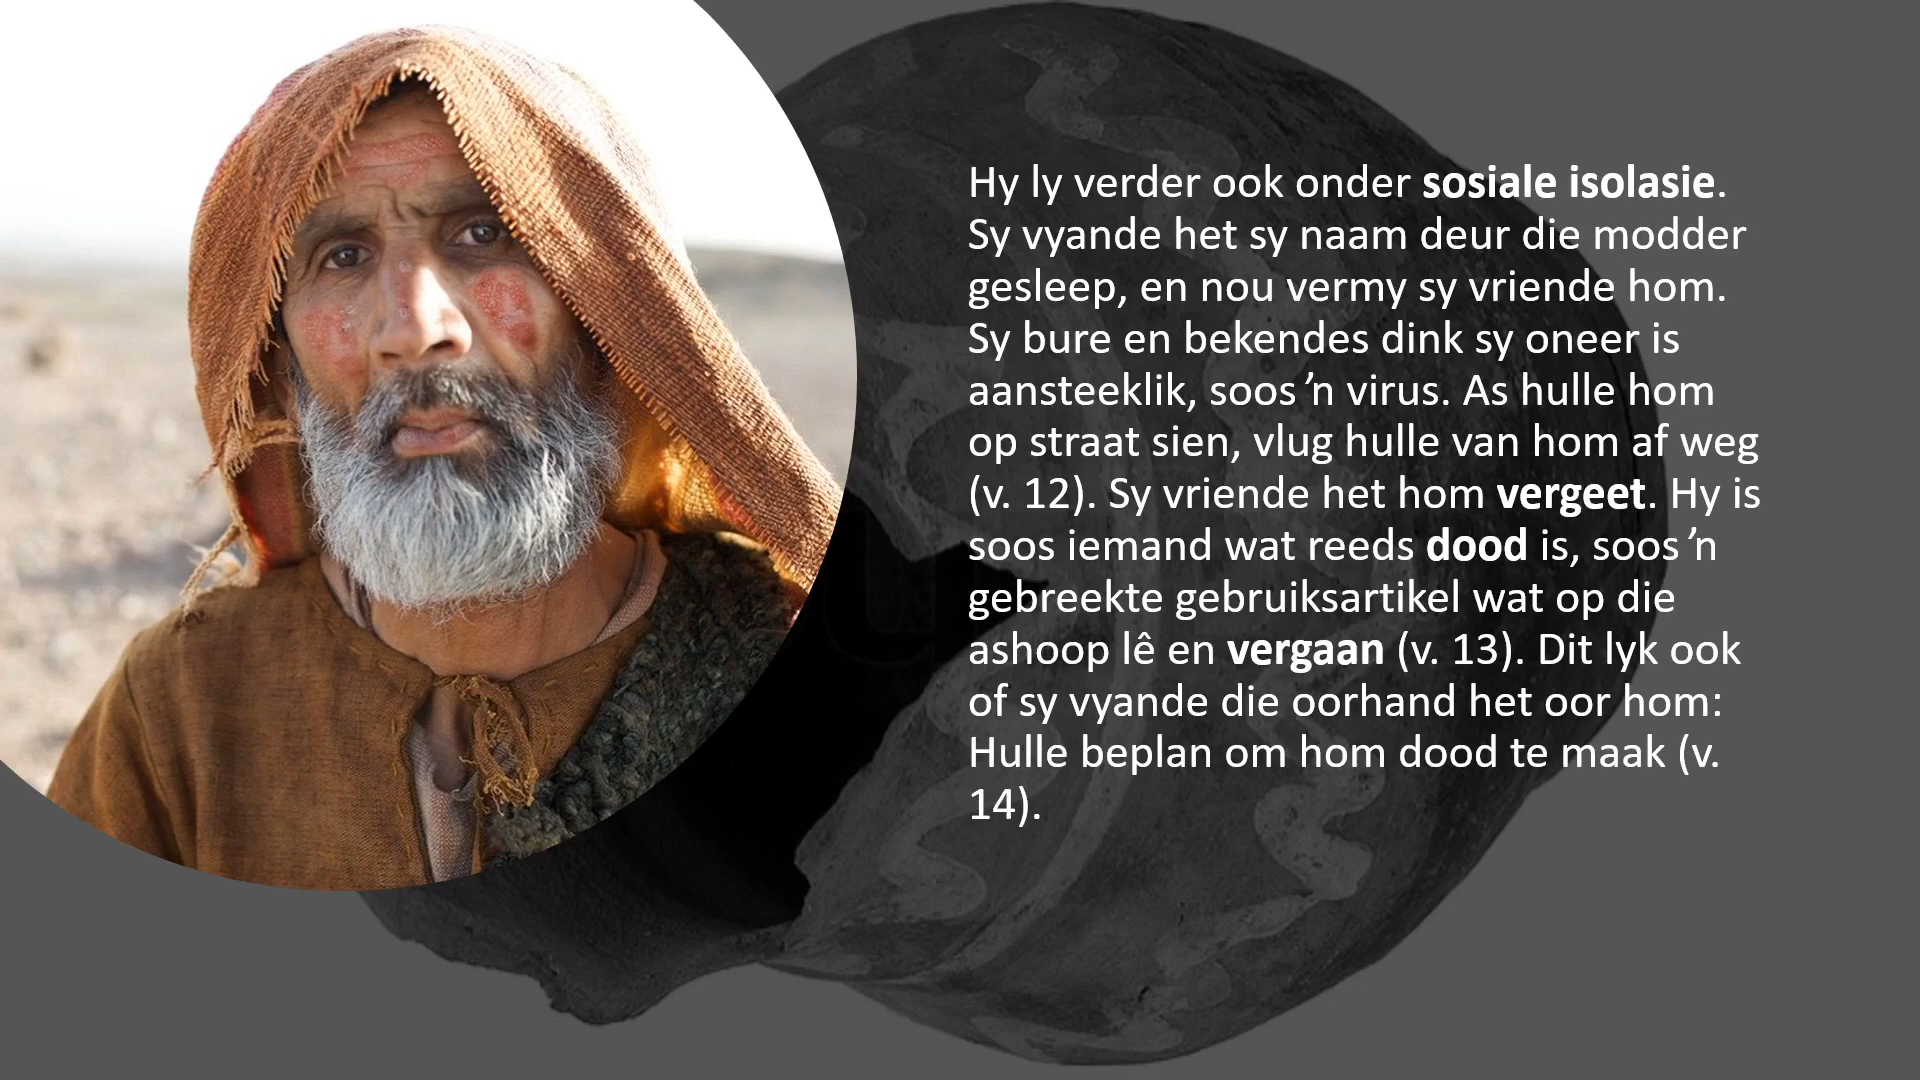 Hy ly verder ook onder sosiale isolasie.
Sy vyande het sy naam deur die modder
gesleep, en nou vermy sy vriende hom.
Sy bure en bekendes dink sy oneer is
aansteeklik, soos ’n virus. As hulle hom
op straat sien, vlug hulle van hom af weg
(v. 12). Sy vriende het hom vergeet. Hy is
soos iemand wat reeds dood is, soos ’n
gebreekte gebruiksartikel wat op die
ashoop lê en vergaan (v. 13). Dit lyk ook
of sy vyande die oorhand het oor hom:
Hulle beplan om hom dood te maak (v.
14).